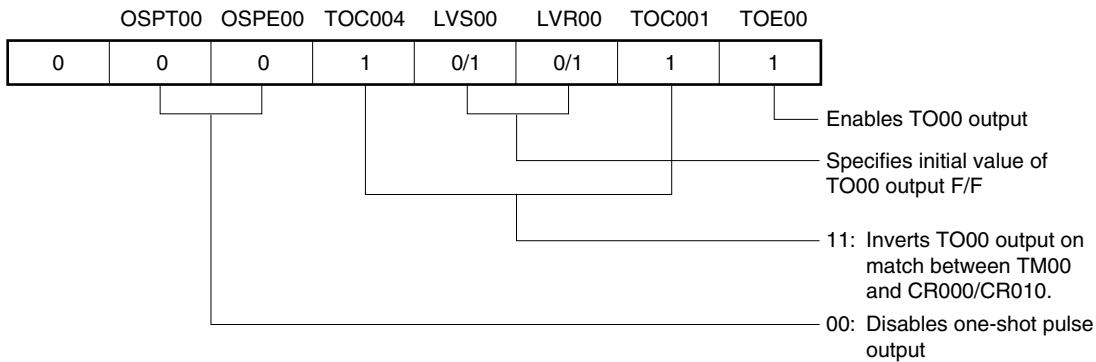 OSPT00 OSPE00 TOC004 LVS00 LVR00 TOC001 TOE00
0 0 0 1 0/1 0/1 1 1
Enables TO00 output
Specifies initial value of
TO00 output F/F
11: Inverts TO00 output on
match between TM00
and CR000/CR010.
00: Disables one-shot pulse
output